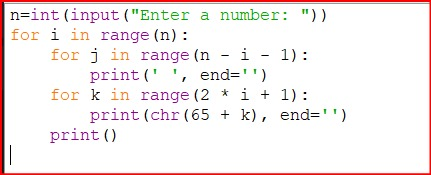 n=int(input("Enter a number: "))
for i in range(n):
    for j in range(n - i - 1):
        print(' ', end='')
    for k in range(2 * i + 1):
        print(chr(65 + k), end='')
    print()